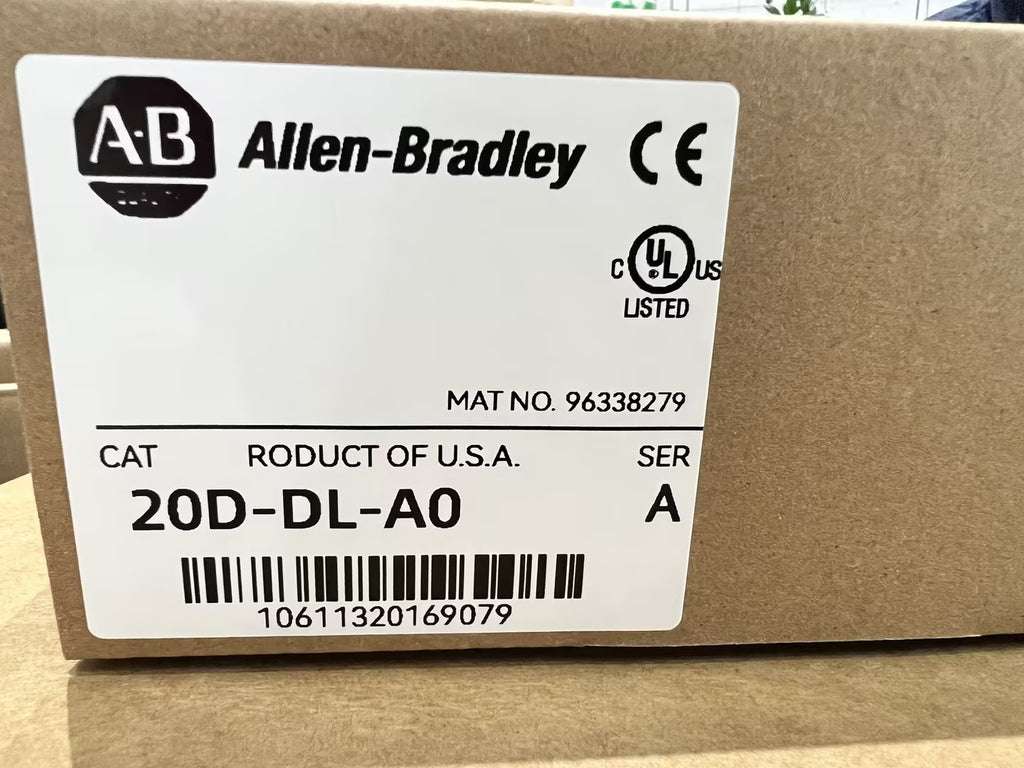 A-B
Allen-Bradley
CE
C UL US
LISTED
MAT NO. 96338279
CAT RODUCT OF U.S.A. SER
20D-DL-A0 A
10611320169079